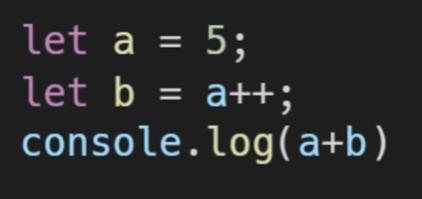 let a = 5;
let b = a++;
console.log(a+b)